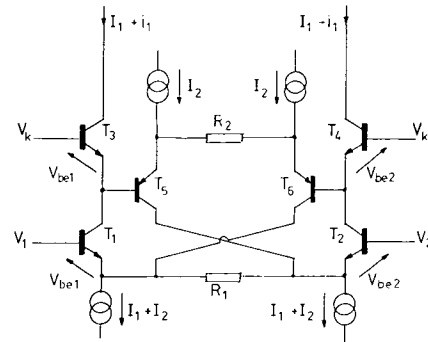 I1 + i1
I1 - i1
I2
I2
R2
Vk
T3
T4
Vk
Vbe1
T5
T6
Vbe2
V1
T1
T2
V2
Vbe1
R1
Vbe2
I1 + I2
I1 + I2